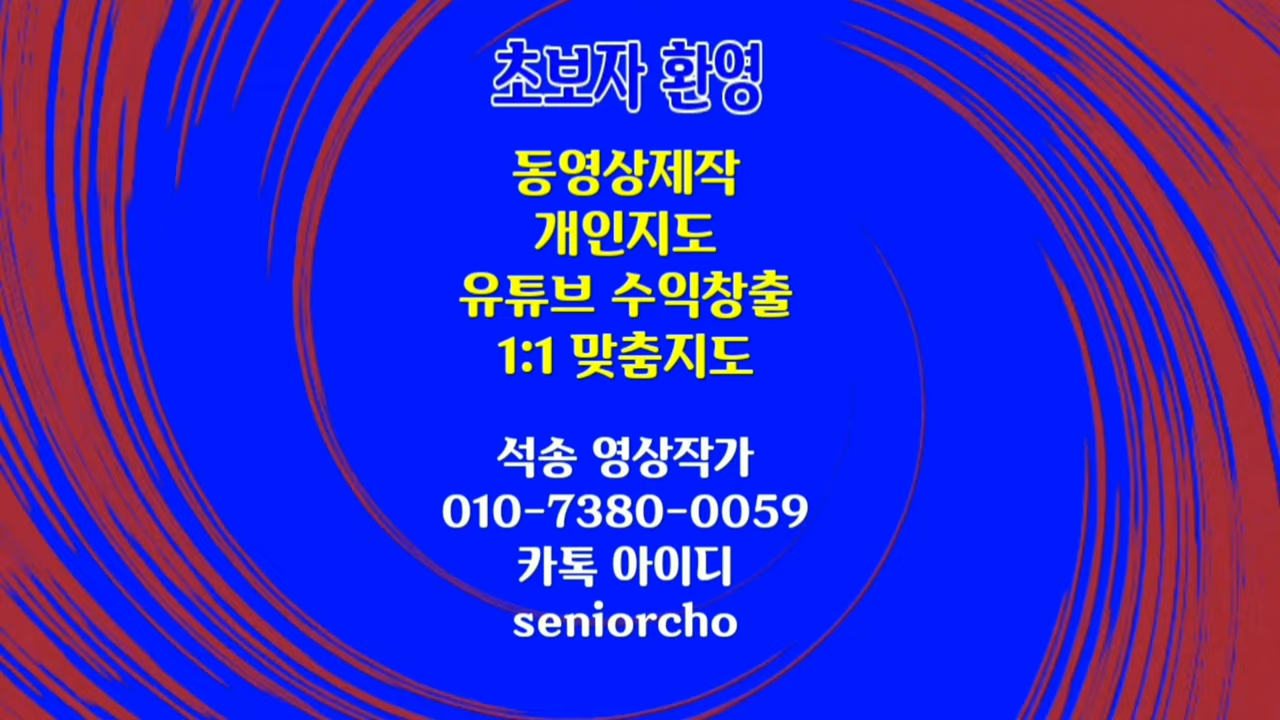 초보자 환영
동영상제작
개인지도
유튜브 수익창출
1:1 맞춤지도
석송 영상작가
010-7380-0059
카톡 아이디
seniorcho